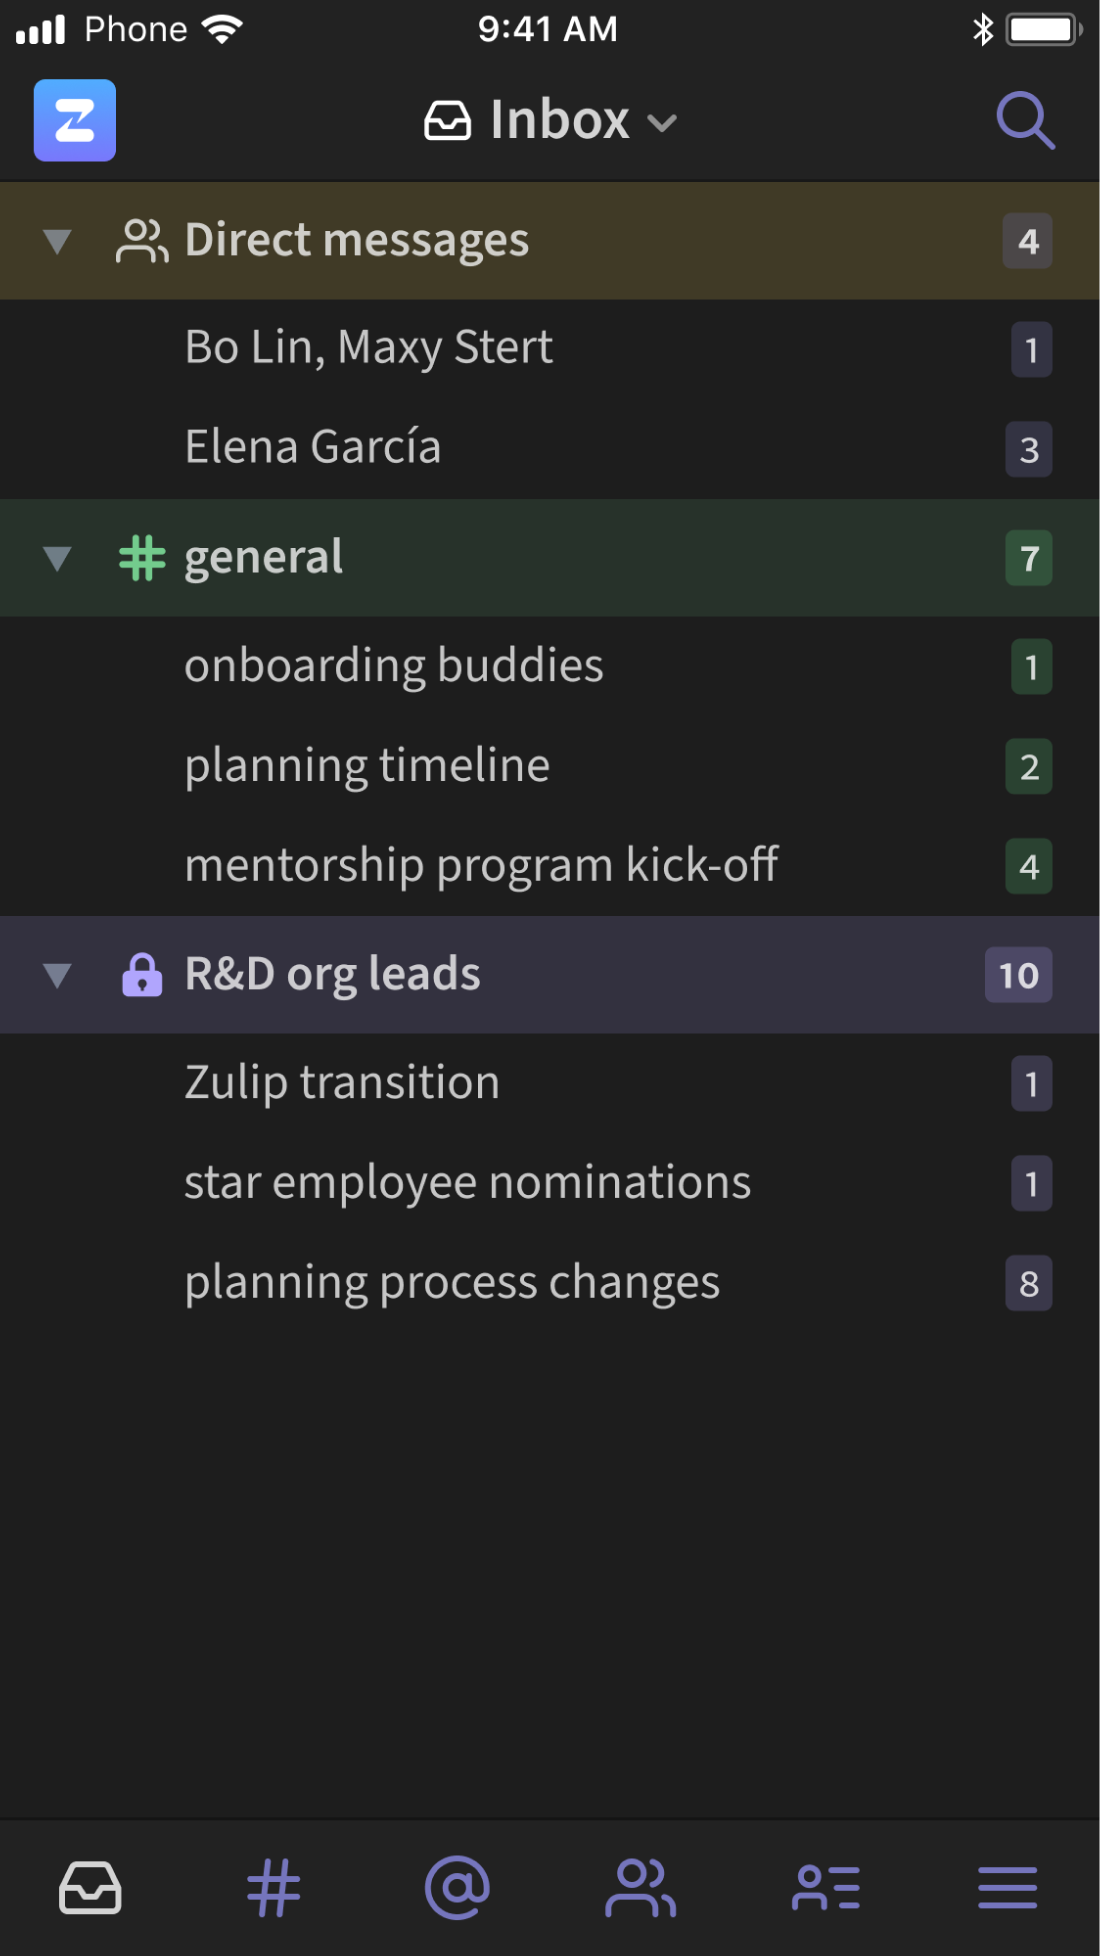 Phone 9:41 AM
Inbox
Direct messages 4
Bo Lin, Maxy Stert 1
Elena García 3
general 7
onboarding buddies 1
planning timeline 2
mentorship program kick-off 4
R&D org leads 10
Zulip transition 1
star employee nominations 1
planning process changes 8